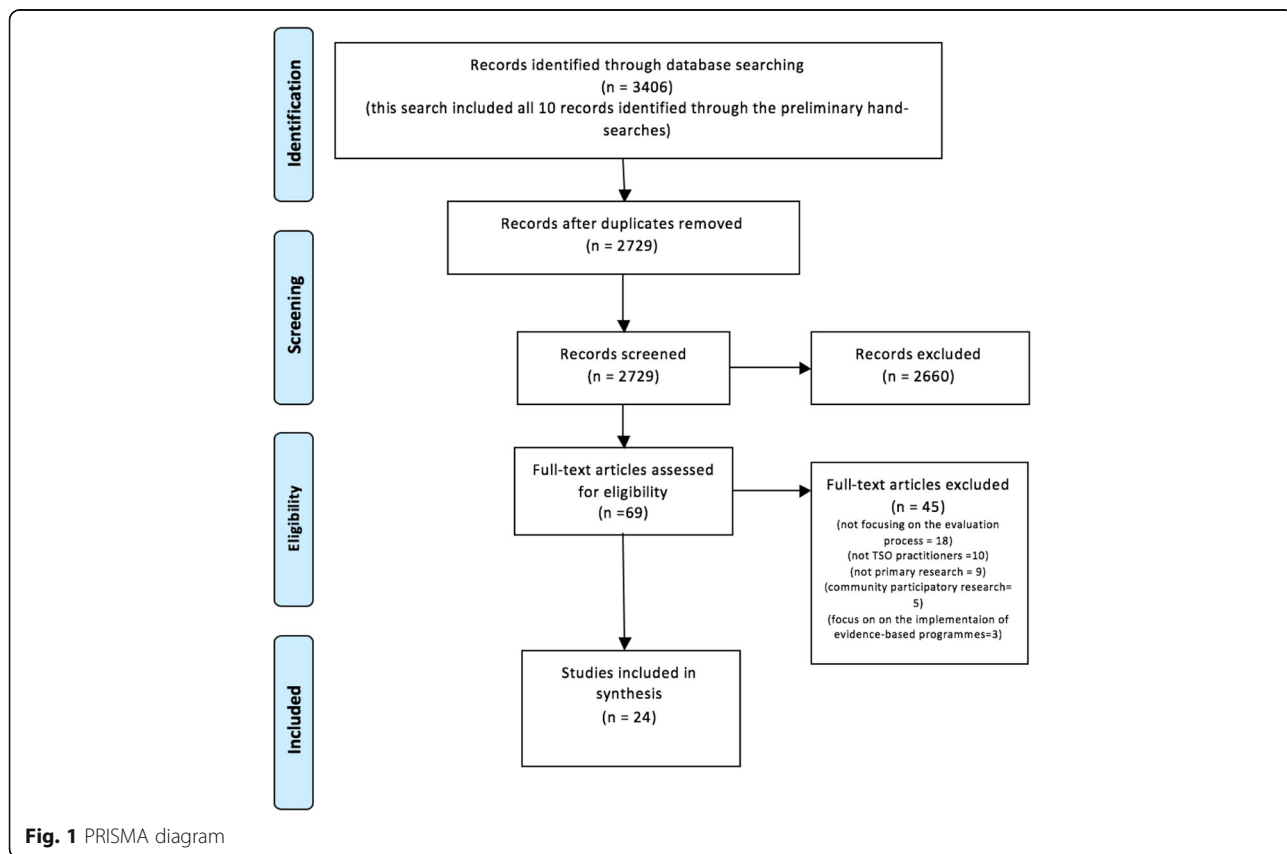 Identification
Records identified through database searching
(n = 3406)
(this search included all 10 records identified through the preliminary hand-
searches)
Records after duplicates removed
(n = 2729)
Screening
Records screened
(n = 2729)
Records excluded
(n = 2660)
Eligibility
Full-text articles assessed
for eligibility
(n =69)
Full-text articles excluded
(n = 45)
(not focusing on the evaluation
process = 18)
(not TSO practitioners =10)
(not primary research = 9)
(community participatory research=
5)
(focus on on the implementaion of
evidence-based programmes=3)
Included
Studies included in
synthesis
(n = 24)
Fig. 1 PRISMA diagram